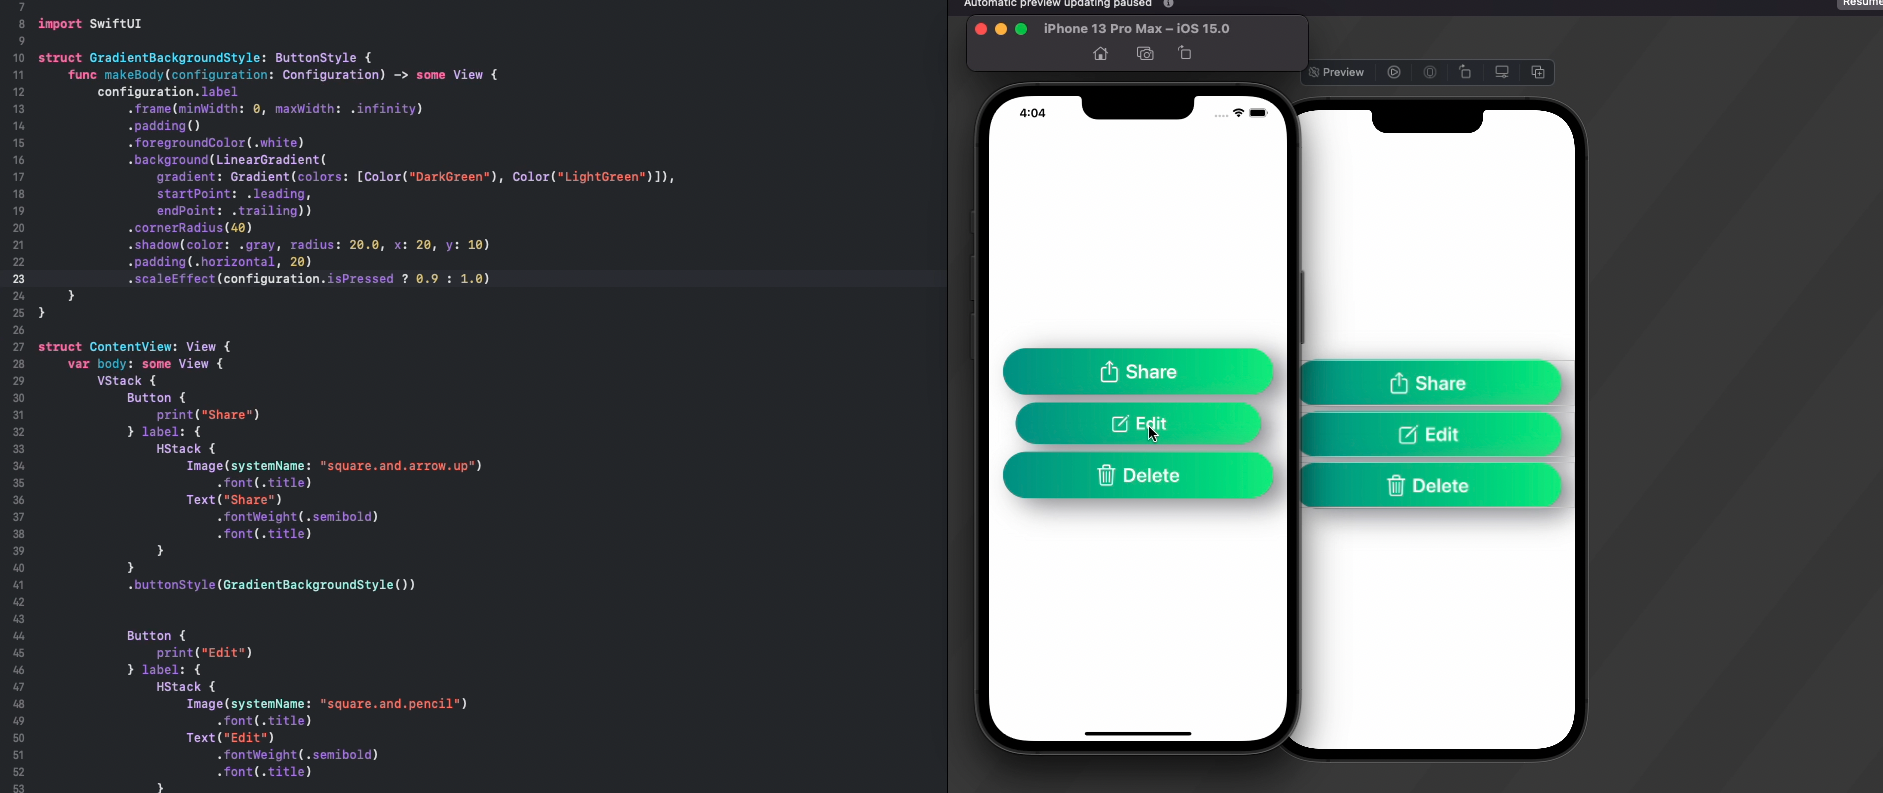 7
8 import SwiftUI
9
10 struct GradientBackgroundStyle: ButtonStyle {
11 func makeBody(configuration: Configuration) -> some View {
12 configuration.label
13 .frame(minWidth: 0, maxWidth: .infinity)
14 .padding()
15 .foregroundColor(.white)
16 .background(LinearGradient(
17 gradient: Gradient(colors: [Color("DarkGreen"), Color("LightGreen")]),
18 startPoint: .leading,
19 endPoint: .trailing))
20 .cornerRadius(40)
21 .shadow(color: .gray, radius: 20.0, x: 20, y: 10)
22 .padding(.horizontal, 20)
23 .scaleEffect(configuration.isPressed ? 0.9 : 1.0)
24 }
25 }
26
27 struct ContentView: View {
28 var body: some View {
29 VStack {
30 Button {
31 print("Share")
32 } label: {
33 HStack {
34 Image(systemName: "square.and.arrow.up")
35 .font(.title)
36 Text("Share")
37 .fontWeight(.semibold)
38 .font(.title)
39 }
40 }
41 .buttonStyle(GradientBackgroundStyle())
42
43
44 Button {
45 print("Edit")
46 } label: {
47 HStack {
48 Image(systemName: "square.and.pencil")
49 .font(.title)
50 Text("Edit")
51 .fontWeight(.semibold)
52 .font(.title)
53 }
Automatic preview updating paused
Resume
iPhone 13 Pro Max – iOS 15.0
Preview
4:04
Share
Edit
Delete
Share
Edit
Delete